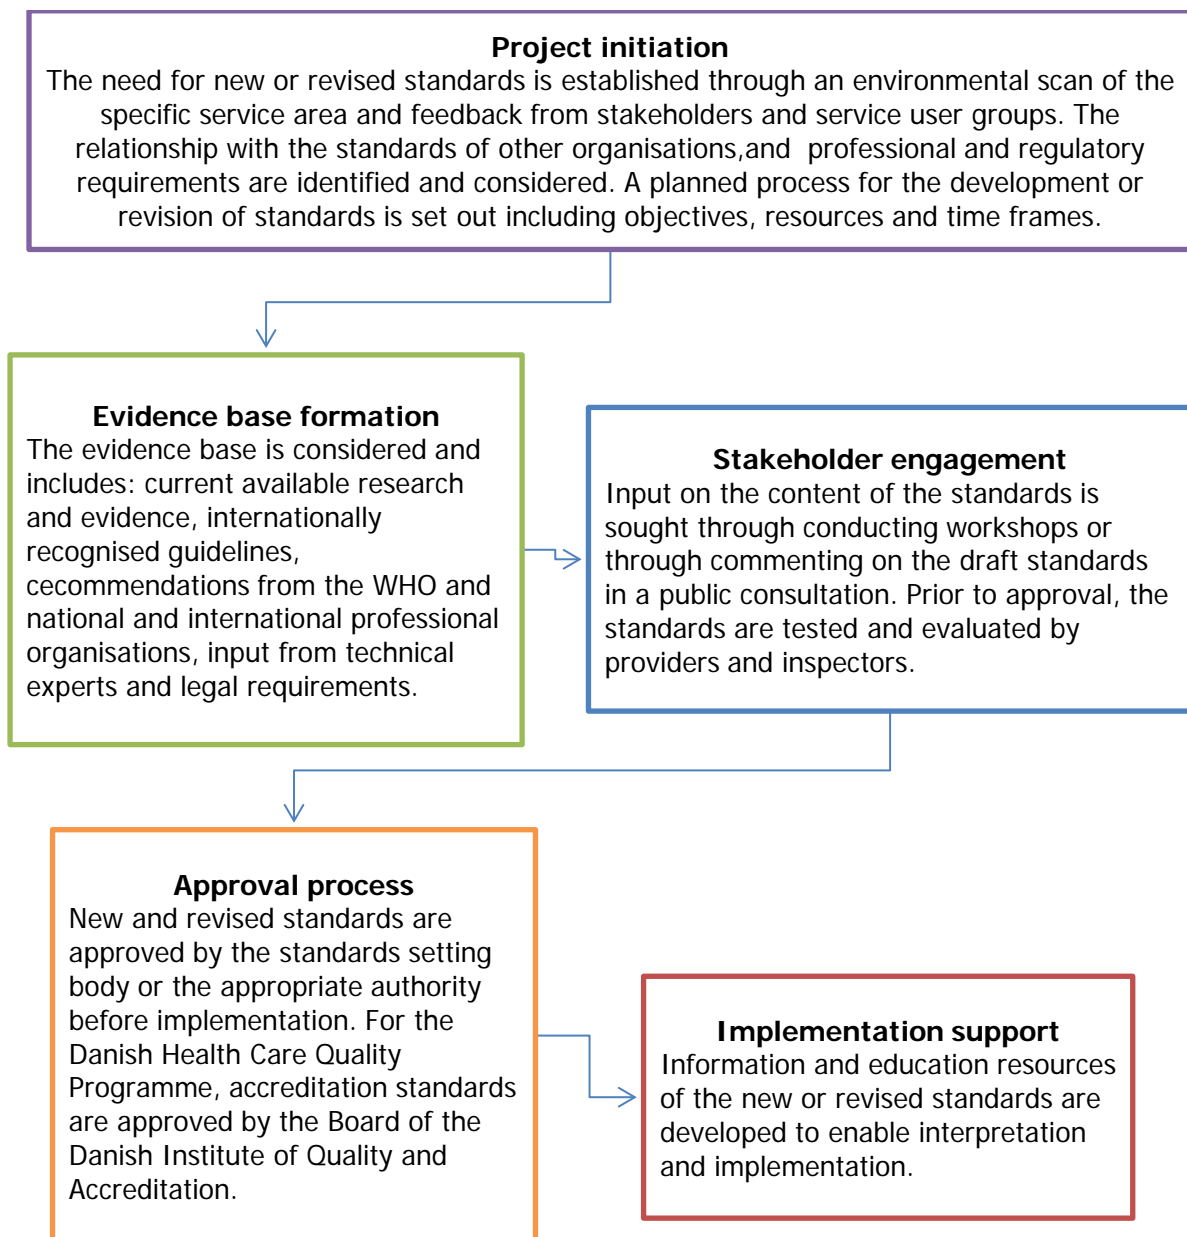 Project initiation
The need for new or revised standards is established through an environmental scan of the
specific service area and feedback from stakeholders and service user groups. The
relationship with the standards of other organisations,and  professional and regulatory
requirements are identified and considered. A planned process for the development or
revision of standards is set out including objectives, resources and time frames.
Evidence base formation
The evidence base is considered and
includes: current available research
and evidence, internationally
recognised guidelines,
cecommendations from the WHO and
national and international professional
organisations, input from technical
experts and legal requirements.
Stakeholder engagement
Input on the content of the standards is
sought through conducting workshops or
through commenting on the draft standards
in a public consultation. Prior to approval, the
standards are tested and evaluated by
providers and inspectors.
Approval process
New and revised standards are
approved by the standards setting
body or the appropriate authority
before implementation. For the
Danish Health Care Quality
Programme, accreditation standards
are approved by the Board of the
Danish Institute of Quality and
Accreditation.
Implementation support
Information and education resources
of the new or revised standards are
developed to enable interpretation
and implementation.